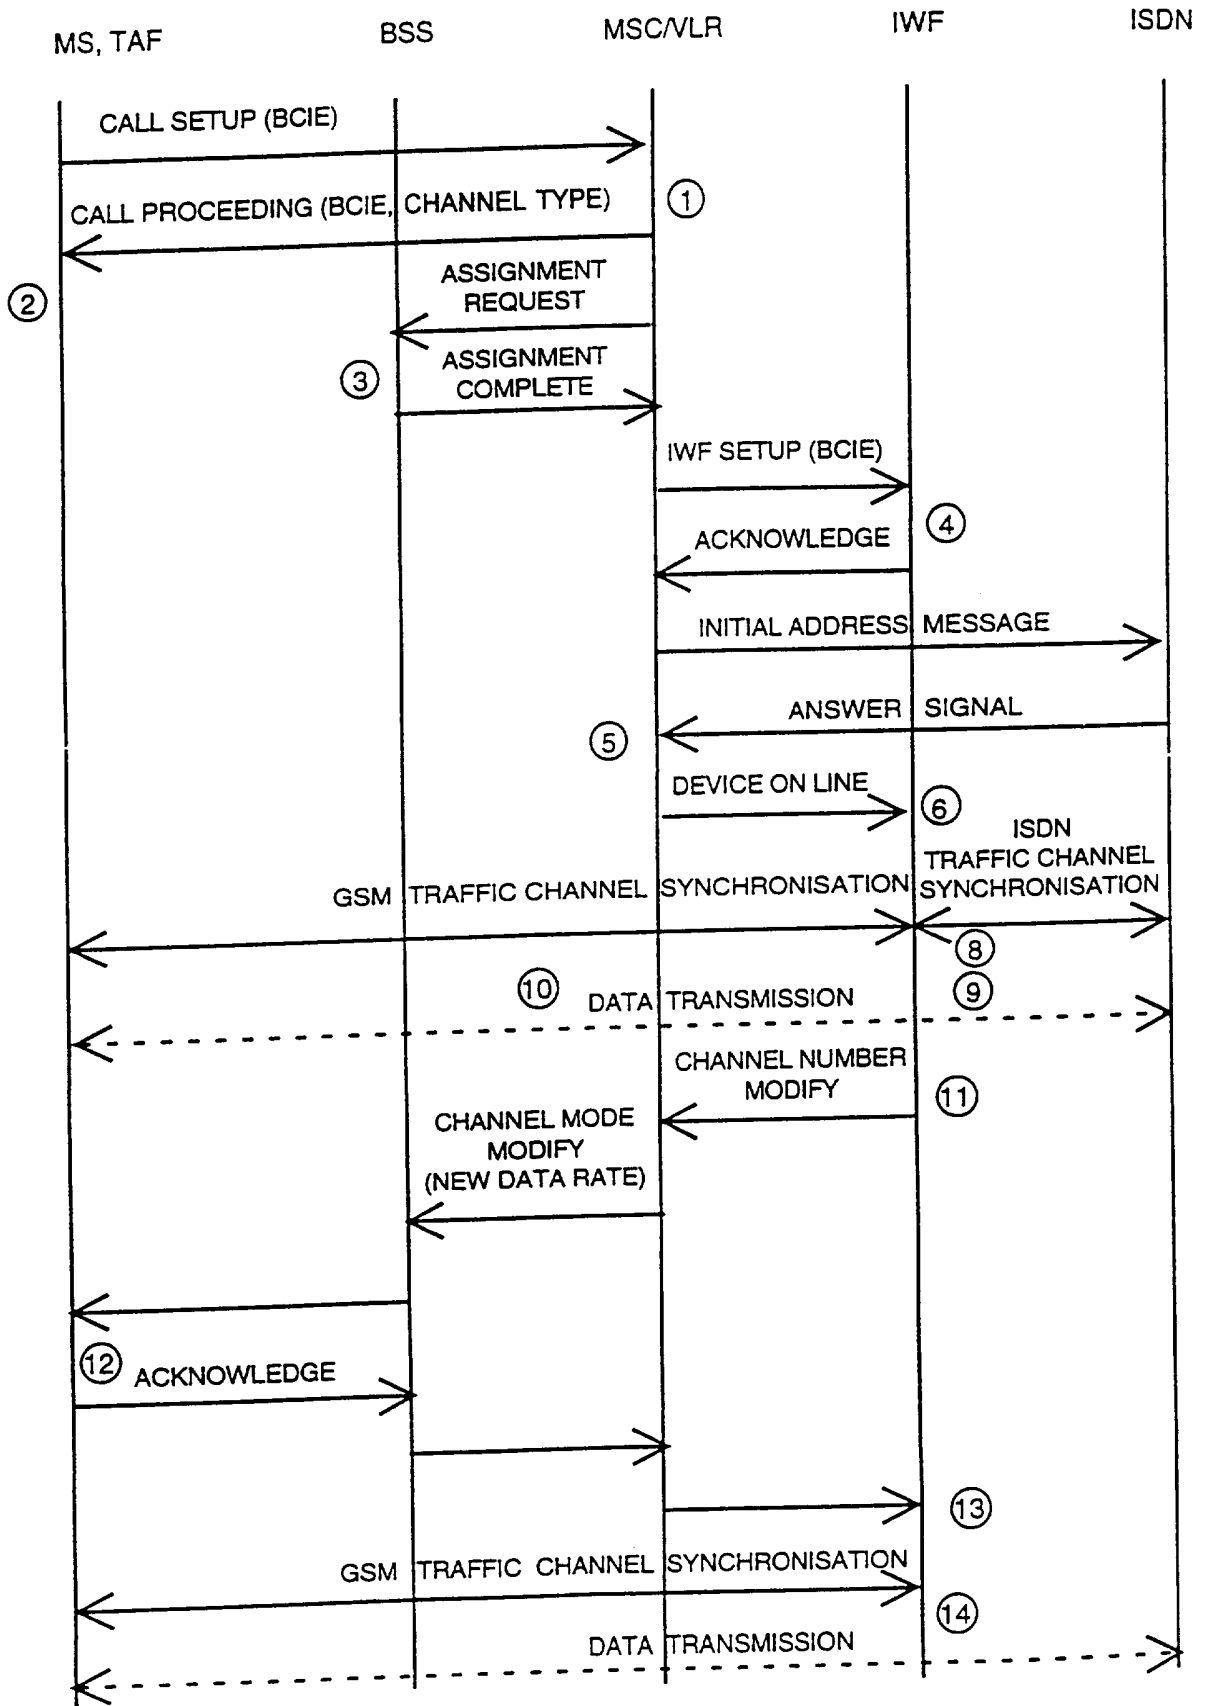 MS, TAF
BSS
MSC/VLR
IWF
ISDN
CALL SETUP (BCIE)
1
CALL PROCEEDING (BCIE, CHANNEL TYPE)
2
ASSIGNMENT
REQUEST
3
ASSIGNMENT
COMPLETE
IWF SETUP (BCIE)
4
ACKNOWLEDGE
INITIAL ADDRESS MESSAGE
ANSWER SIGNAL
5
DEVICE ON LINE
6
ISDN
TRAFFIC CHANNEL
SYNCHRONISATION
GSM TRAFFIC CHANNEL SYNCHRONISATION
8
10
DATA TRANSMISSION
9
CHANNEL NUMBER
MODIFY
11
CHANNEL MODE
MODIFY
(NEW DATA RATE)
12
ACKNOWLEDGE
13
GSM TRAFFIC CHANNEL SYNCHRONISATION
14
DATA TRANSMISSION